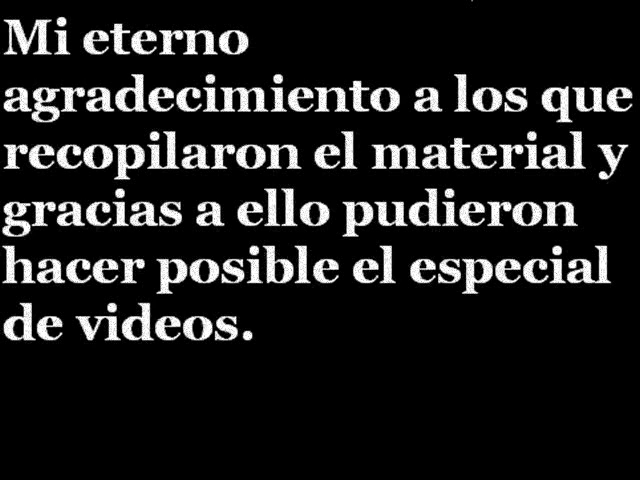 Mi eterno
agradecimiento a los que
recopilaron el material y
gracias a ello pudieron
hacer posible el especial
de videos.